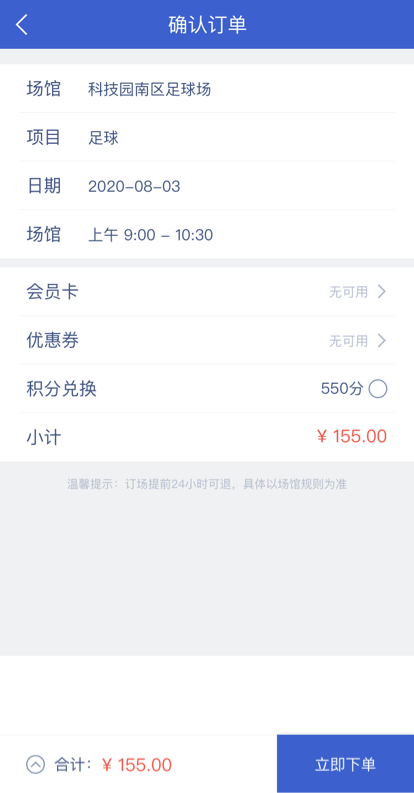 确认订单
场馆 科技园南区足球场
项目 足球
日期 2020-08-03
场馆 上午 9:00 - 10:30
会员卡 无可用
优惠券 无可用
积分兑换 550分
小计 ¥ 155.00
温馨提示：订场提前24小时可退，具体以场馆规则为准
合计： ¥ 155.00 立即下单